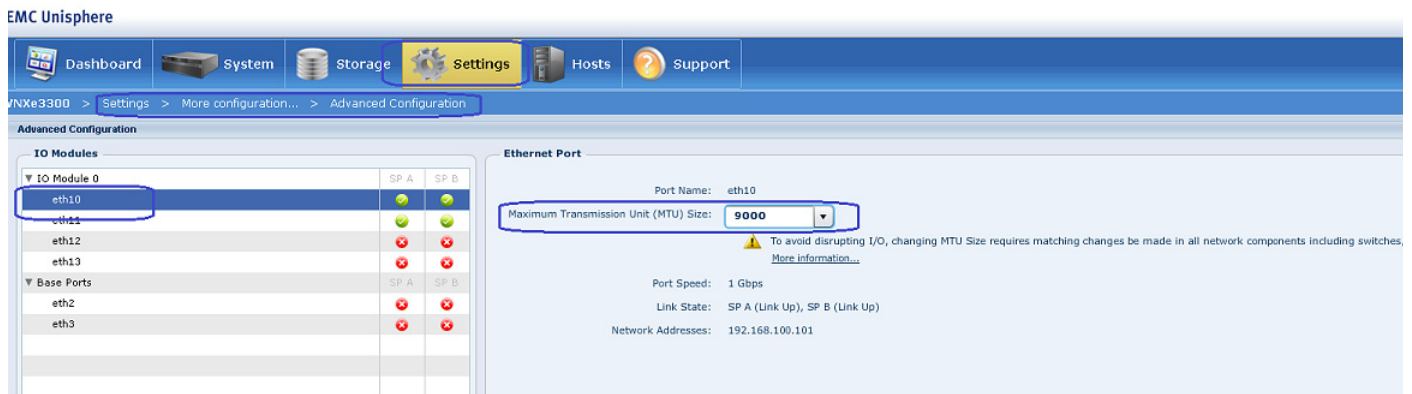 EMC Unisphere
Dashboard System Storage Settings Hosts Support
VNXe3300 > Settings > More configuration... > Advanced Configuration
Advanced Configuration
IO Modules
IO Module 0 SP A SP B
eth10
eth11
eth12
eth13
Base Ports SP A SP B
eth2
eth3
Ethernet Port
Port Name: eth10
Maximum Transmission Unit (MTU) Size: 9000
To avoid disrupting I/O, changing MTU Size requires matching changes be made in all network components including switches,
More information...
Port Speed: 1 Gbps
Link State: SP A (Link Up), SP B (Link Up)
Network Addresses: 192.168.100.101